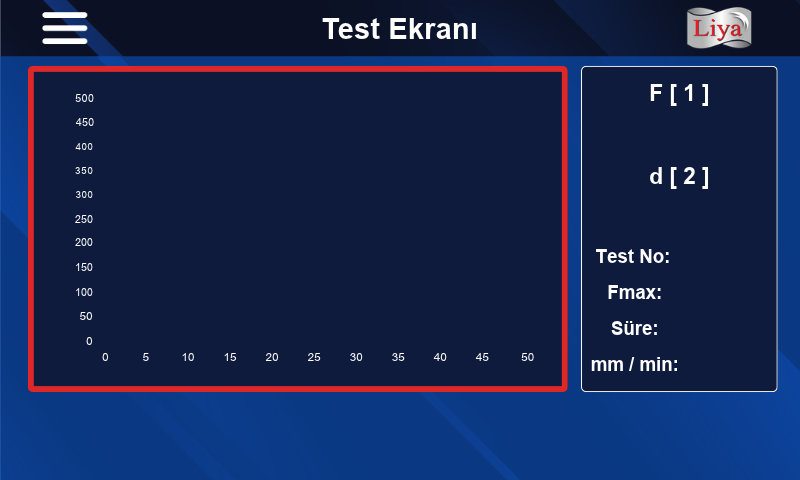 Test Ekranı
Liya
500
450
400
350
300
250
200
150
100
50
0
0 5 10 15 20 25 30 35 40 45 50
F [ 1 ]
d [ 2 ]
Test No:
Fmax:
Süre:
mm / min: